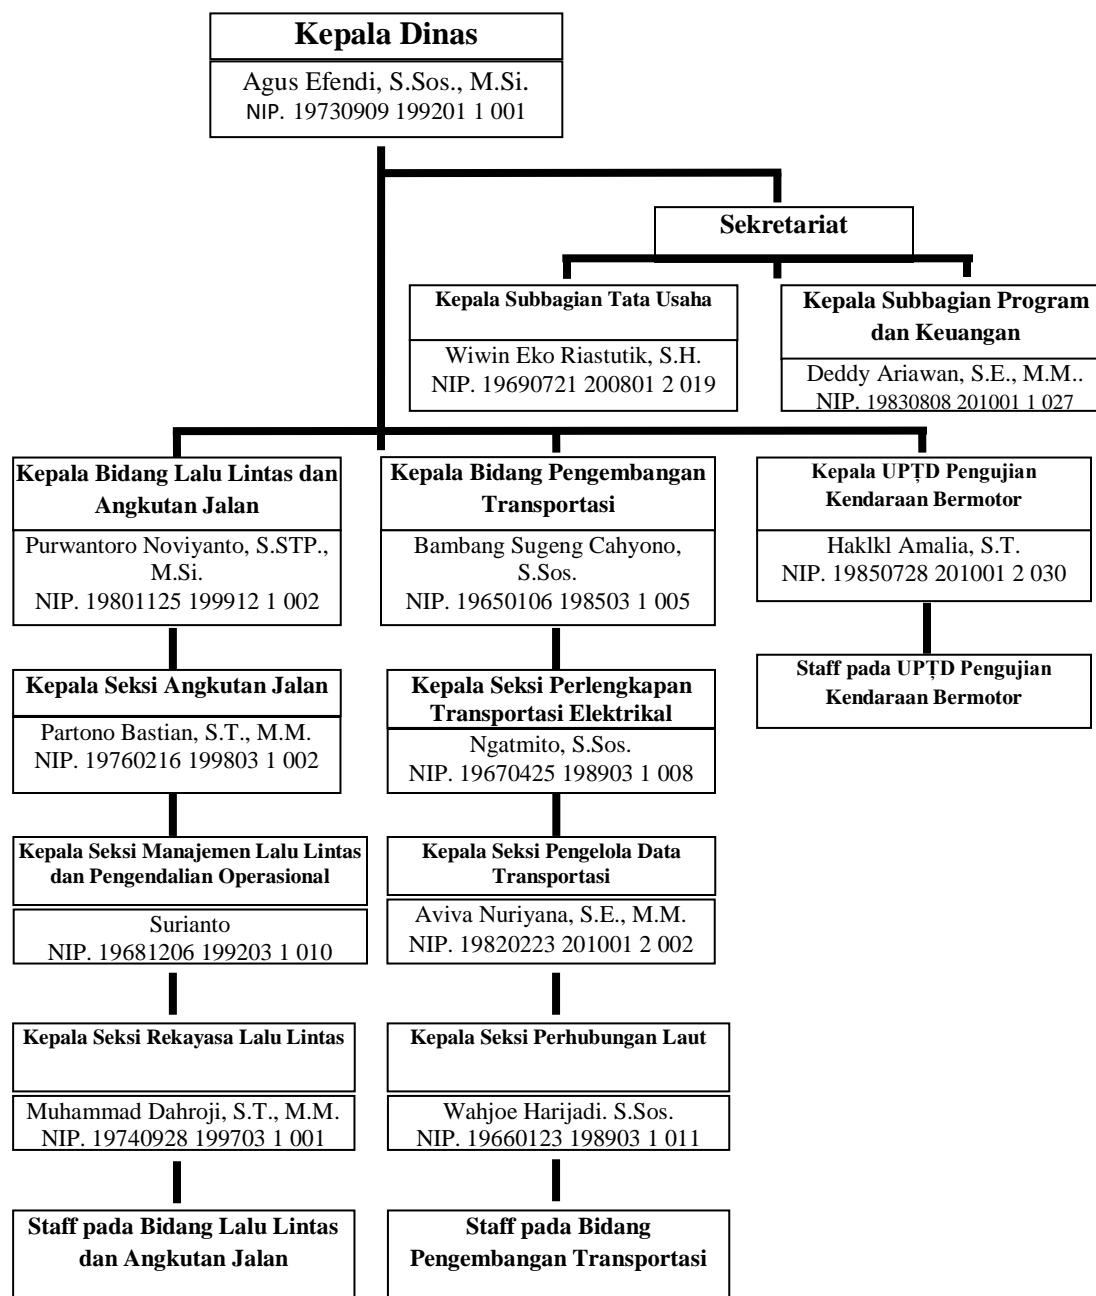 Kepala Dinas
Agus Efendi, S.Sos., M.Si.
NIP. 19730909 199201 1 001
Sekretariat
Kepala Subbagian Tata Usaha
Wiwin Eko Riastutik, S.H.
NIP. 19690721 200801 2 019
Kepala Subbagian Program
dan Keuangan
Deddy Ariawan, S.E., M.M..
NIP. 19830808 201001 1 027
Kepala Bidang Lalu Lintas dan
Angkutan Jalan
Purwantoro Noviyanto, S.STP.,
M.Si.
NIP. 19801125 199912 1 002
Kepala Seksi Angkutan Jalan
Partono Bastian, S.T., M.M.
NIP. 19760216 199803 1 002
Kepala Seksi Manajemen Lalu Lintas
dan Pengendalian Operasional
Surianto
NIP. 19681206 199203 1 010
Kepala Seksi Rekayasa Lalu Lintas
Muhammad Dahroji, S.T., M.M.
NIP. 19740928 199703 1 001
Staff pada Bidang Lalu Lintas
dan Angkutan Jalan
Kepala Bidang Pengembangan
Transportasi
Bambang Sugeng Cahyono,
S.Sos.
NIP. 19650106 198503 1 005
Kepala Seksi Perlengkapan
Transportasi Elektrikal
Ngatmito, S.Sos.
NIP. 19670425 198903 1 008
Kepala Seksi Pengelola Data
Transportasi
Aviva Nuriyana, S.E., M.M.
NIP. 19820223 201001 2 002
Kepala Seksi Perhubungan Laut
Wahjoe Harijadi. S.Sos.
NIP. 19660123 198903 1 011
Staff pada Bidang
Pengembangan Transportasi
Kepala UPṬD Pengujian
Kendaraan Bermotor
Haklkl Amalia, S.T.
NIP. 19850728 201001 2 030
Staff pada UPṬD Pengujian
Kendaraan Bermotor